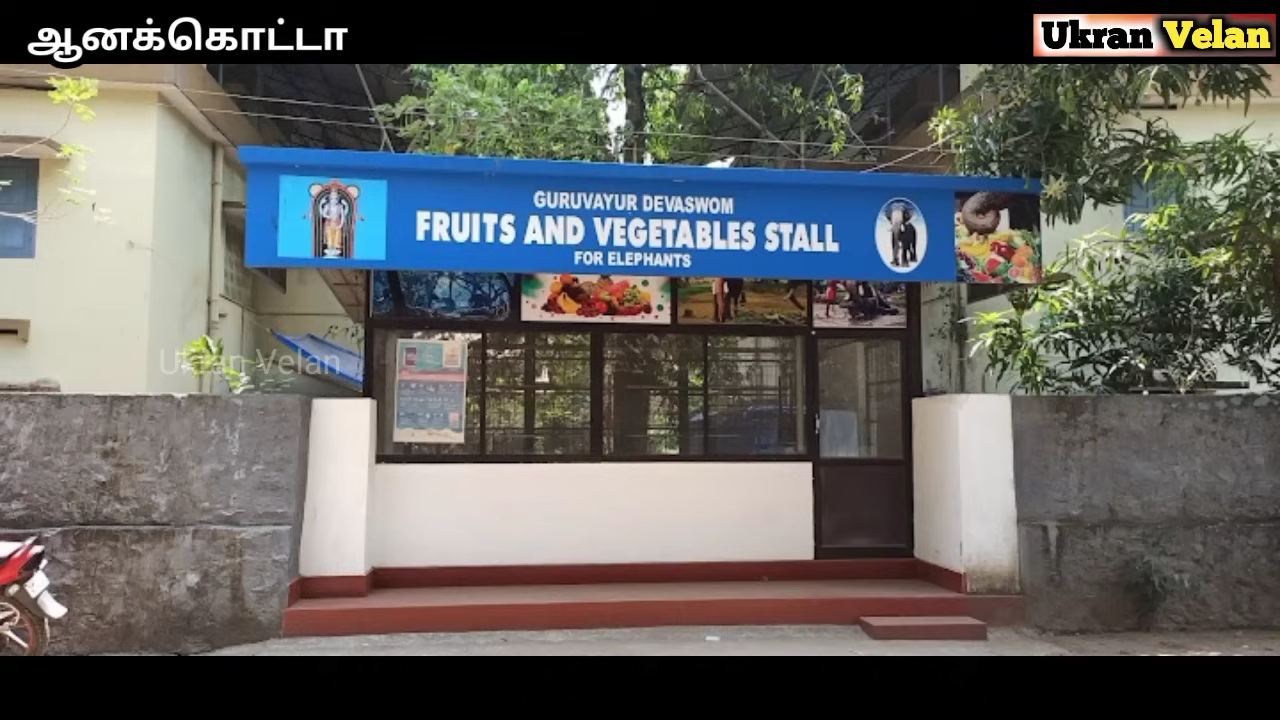 ஆனக்கொட்டா
Ukran Velan
GURUVAYUR DEVASWOM
FRUITS AND VEGETABLES STALL
FOR ELEPHANTS
Ukran Velan